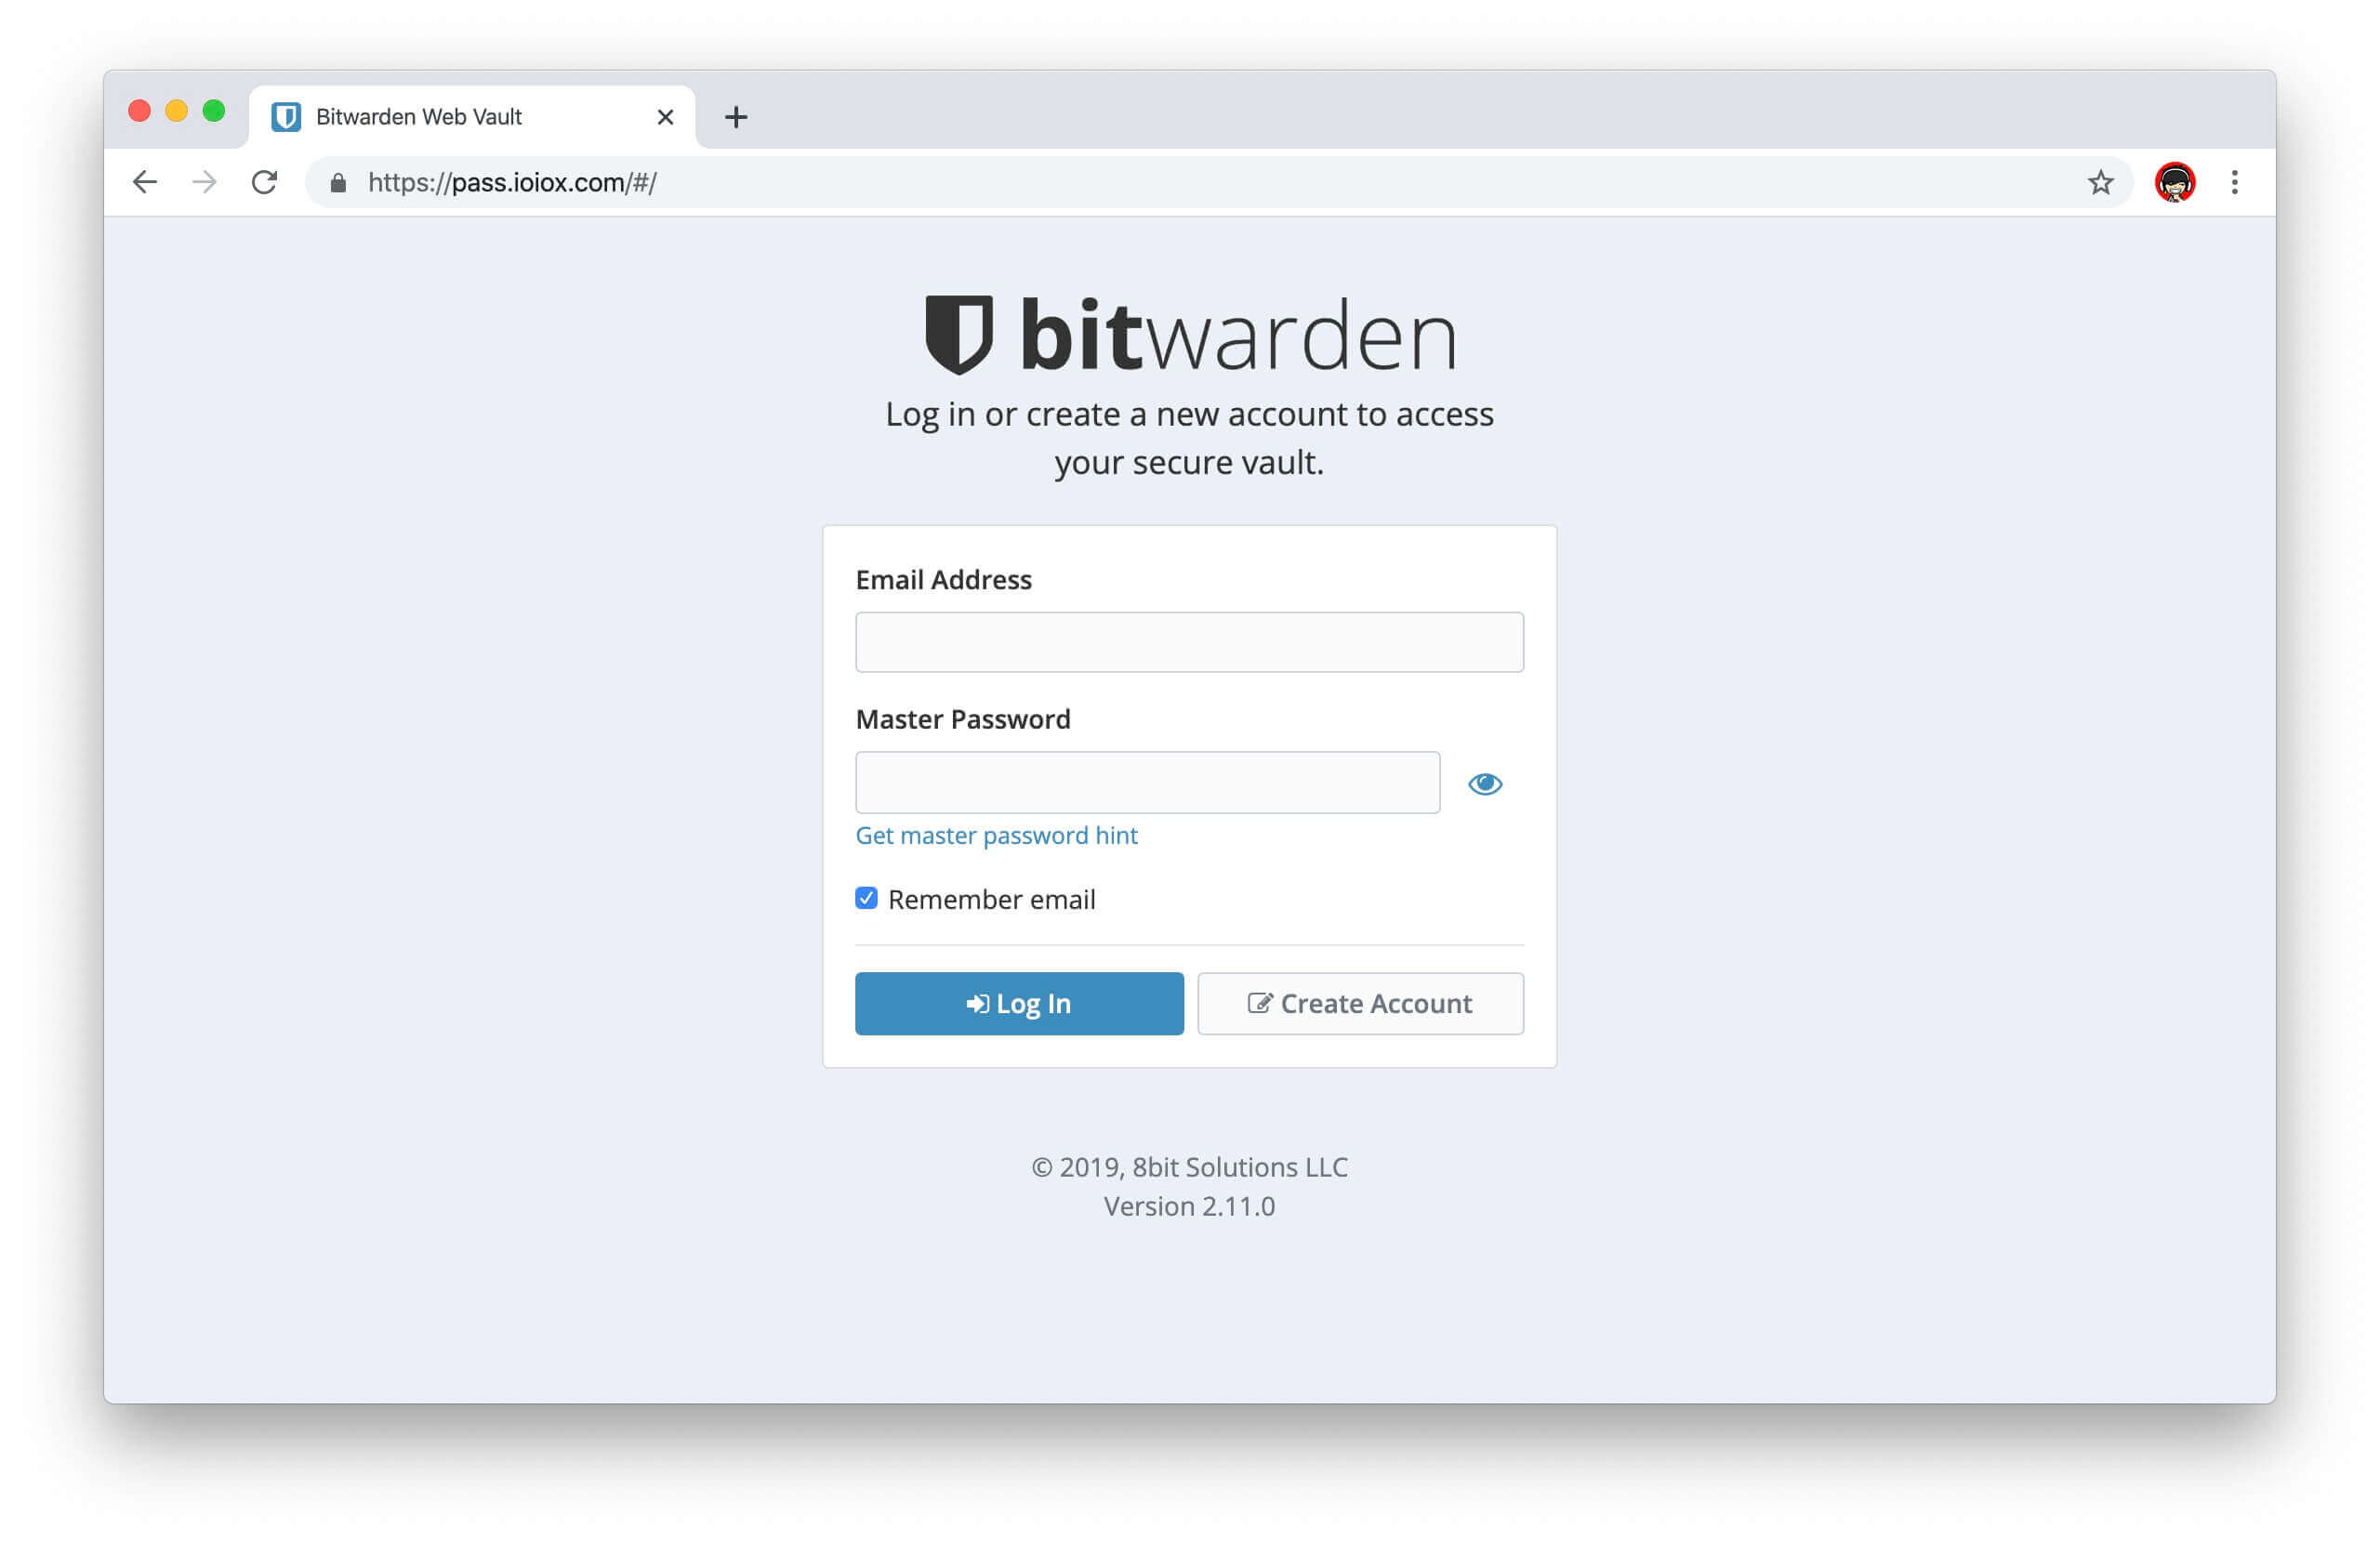 Bitwarden Web Vault
https://pass.ioiox.com/#/
bitwarden
Log in or create a new account to access
your secure vault.
Email Address
Master Password
Get master password hint
Remember email
Log In
Create Account
© 2019, 8bit Solutions LLC
Version 2.11.0